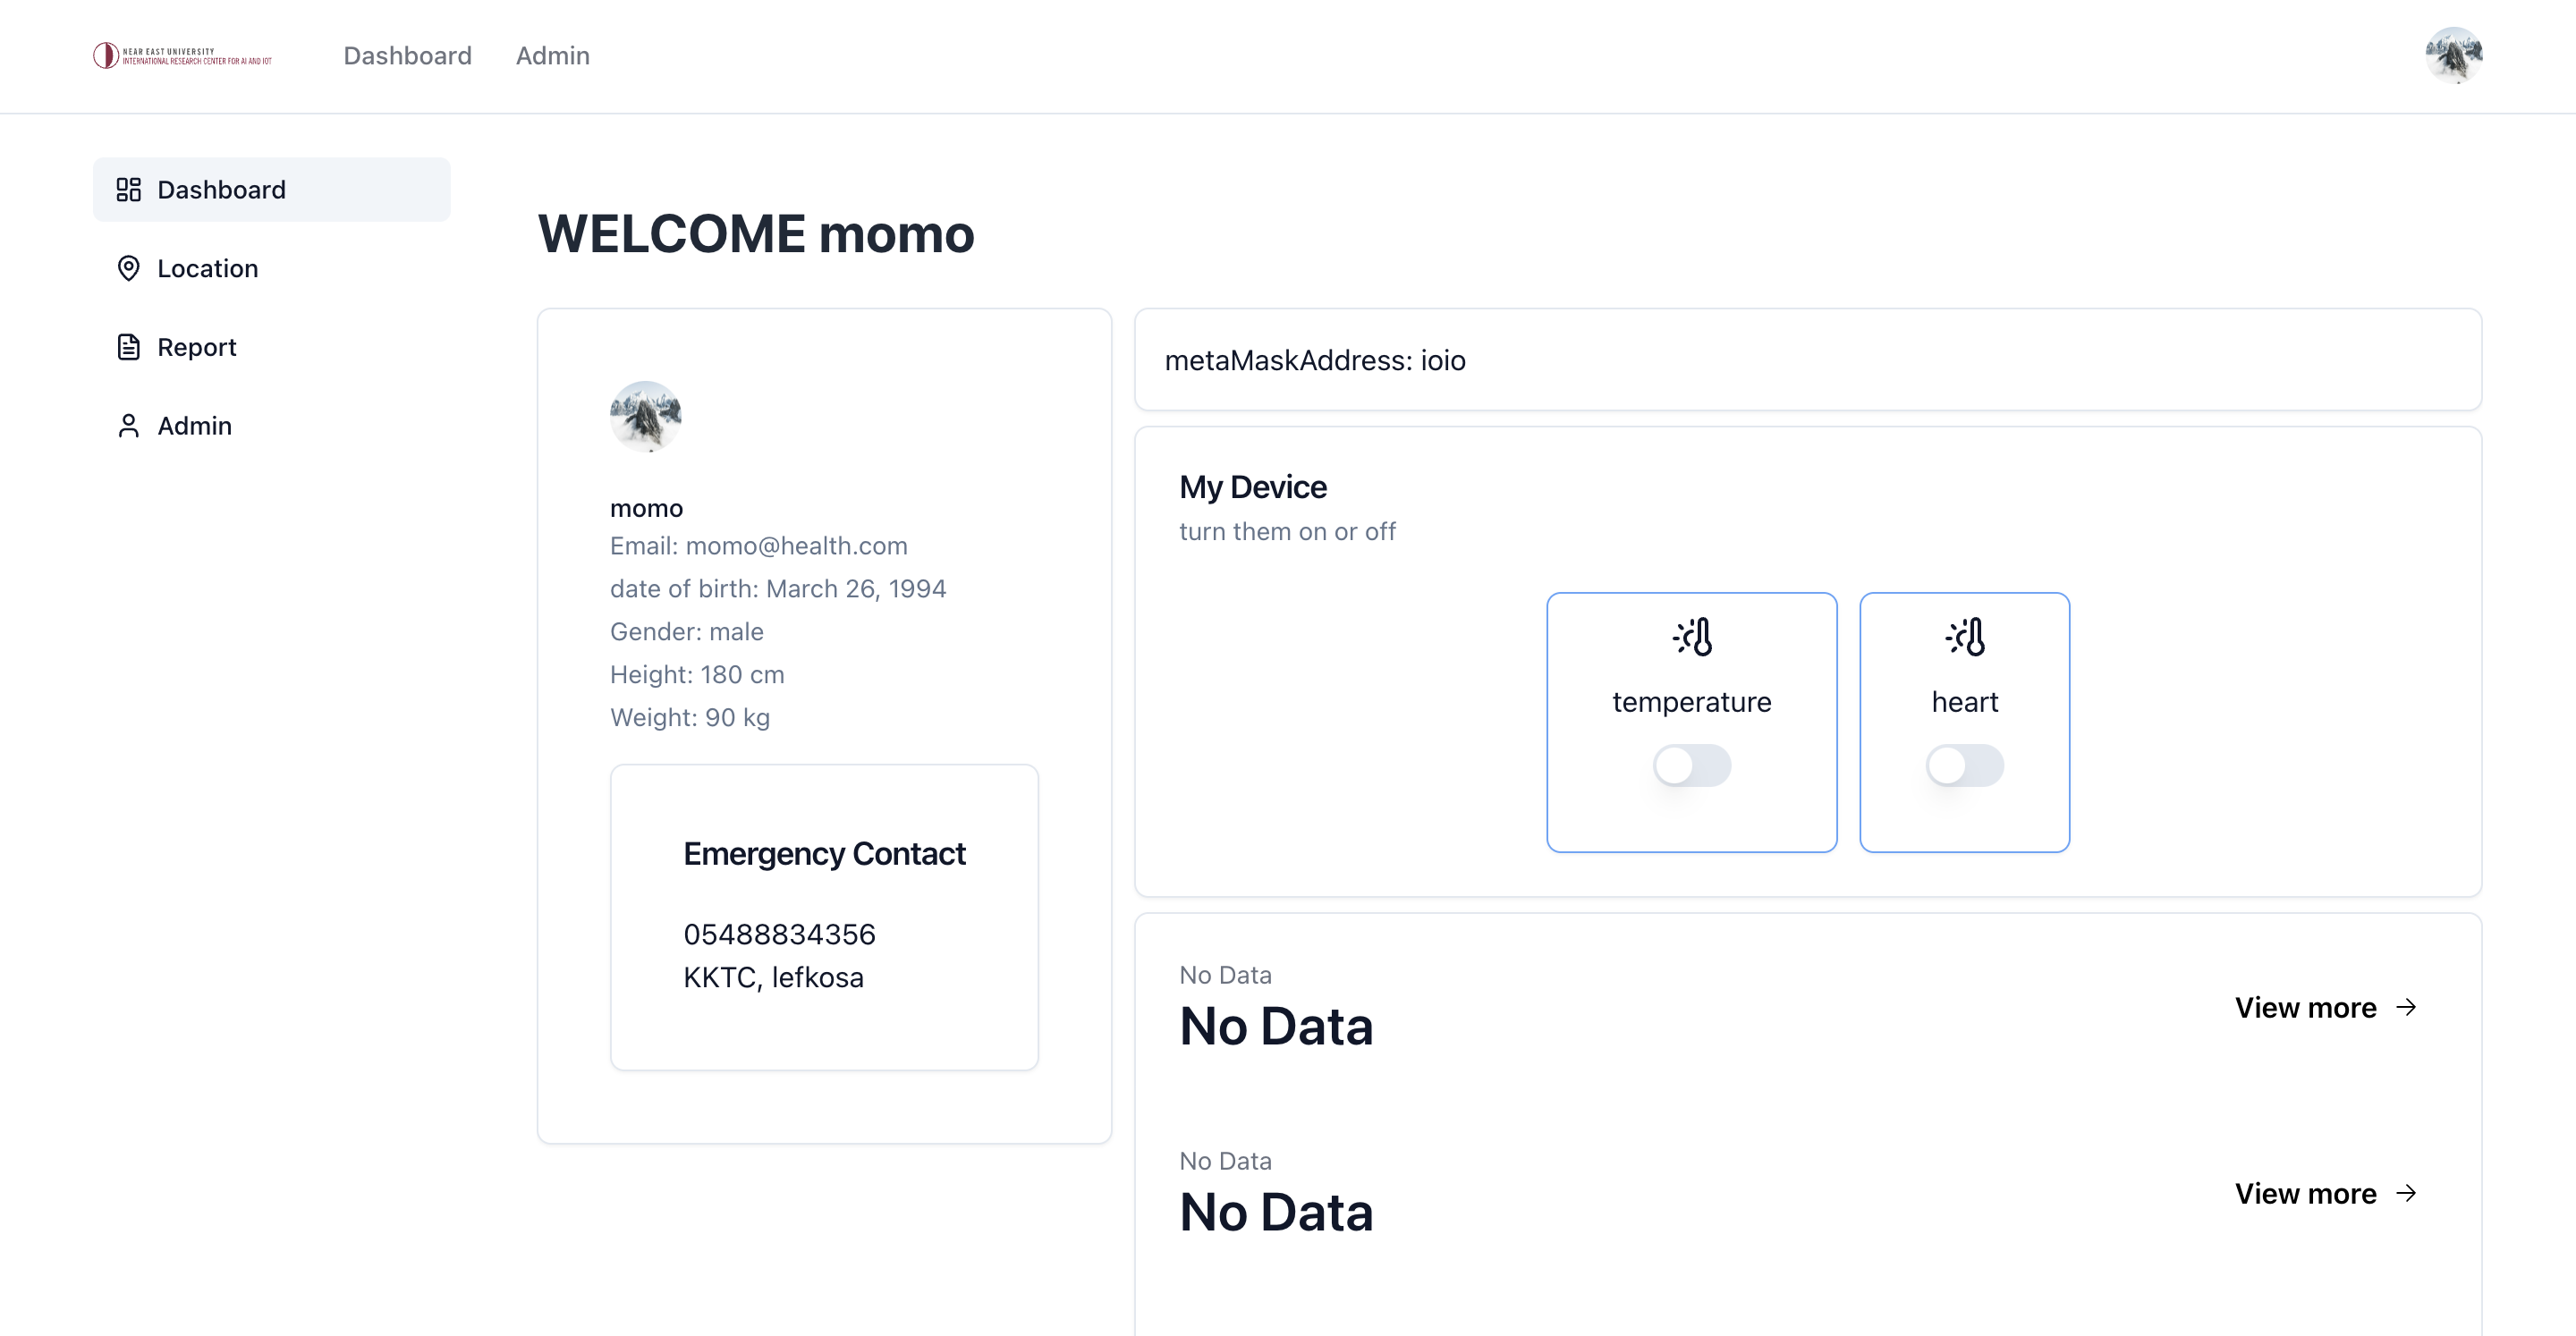 NEAR EAST UNIVERSITY
INTERNATIONAL RESEARCH CENTER FOR AI AND IOT
Dashboard
Admin
Dashboard
Location
Report
Admin
WELCOME momo
momo
Email: momo@health.com
date of birth: March 26, 1994
Gender: male
Height: 180 cm
Weight: 90 kg
Emergency Contact
05488834356
KKTC, lefkosa
metaMaskAddress: ioio
My Device
turn them on or off
temperature
heart
No Data
No Data
View more
No Data
No Data
View more